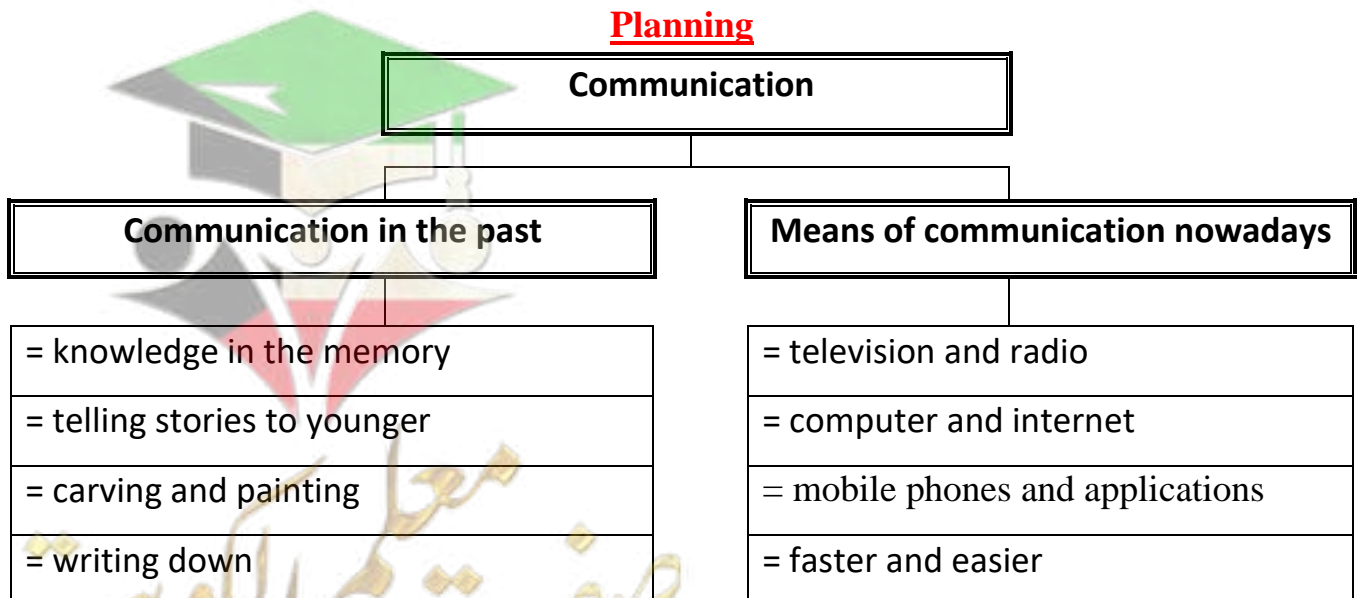 Planning
Communication
Communication in the past
Means of communication nowadays
= knowledge in the memory
= television and radio
= telling stories to younger
= computer and internet
= carving and painting
= mobile phones and applications
= writing down
= faster and easier